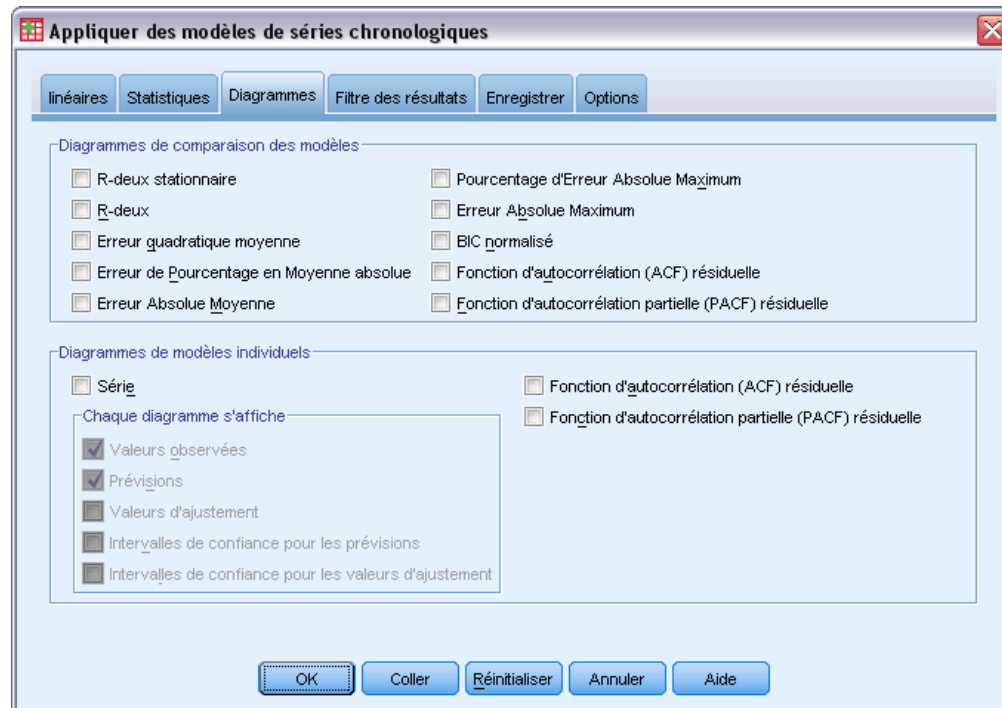 Appliquer des modèles de séries chronologiques
linéaires Statistiques Diagrammes Filtre des résultats Enregistrer Options
Diagrammes de comparaison des modèles
R-deux stationnaire
R-deux
Erreur quadratique moyenne
Erreur de Pourcentage en Moyenne absolue
Erreur Absolue Moyenne
Pourcentage d'Erreur Absolue Maximum
Erreur Absolue Maximum
BIC normalisé
Fonction d'autocorrélation (ACF) résiduelle
Fonction d'autocorrélation partielle (PACF) résiduelle
Diagrammes de modèles individuels
Série
Chaque diagramme s'affiche
Valeurs observées
Prévisions
Valeurs d'ajustement
Intervalles de confiance pour les prévisions
Intervalles de confiance pour les valeurs d'ajustement
Fonction d'autocorrélation (ACF) résiduelle
Fonction d'autocorrélation partielle (PACF) résiduelle
OK Coller Réinitialiser Annuler Aide